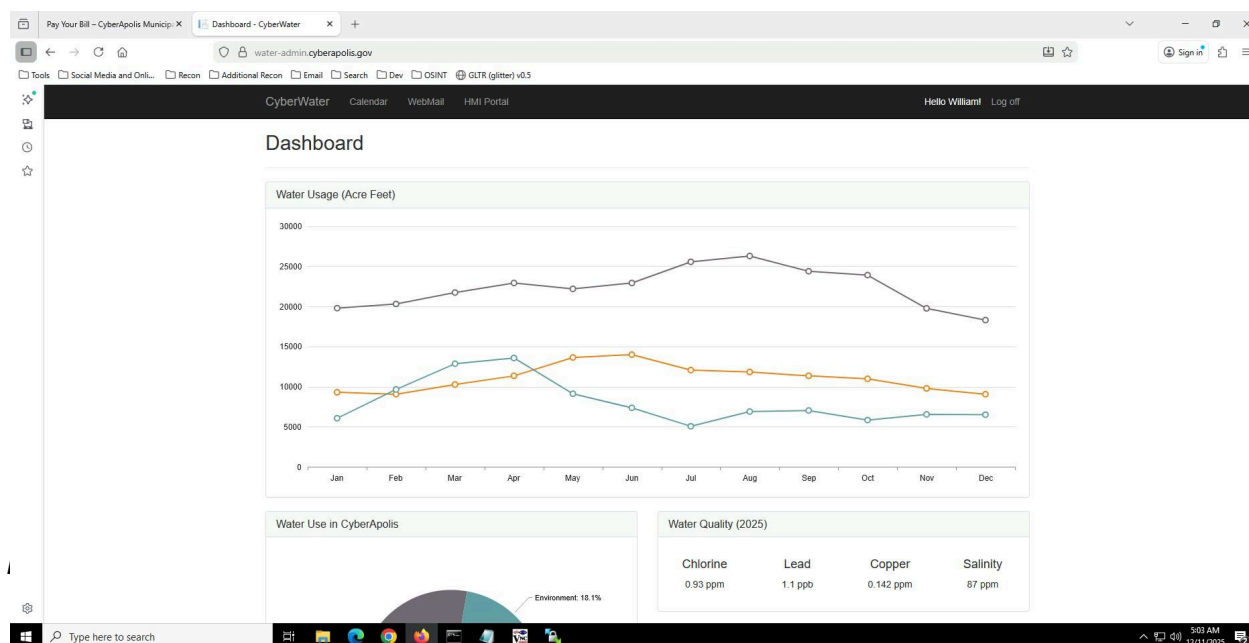 Pay Your Bill – CyberApolis Municip
Dashboard - CyberWater
water-admin.cyberapolis.gov
Sign in
Tools Social Media and Onli... Recon Additional Recon Email Search Dev OSINT GLTR (glitter) v0.5
CyberWater Calendar WebMail HMI Portal Hello William! Log off
Dashboard
Water Usage (Acre Feet)
30000
25000
20000
15000
10000
5000
0
Jan Feb Mar Apr May Jun Jul Aug Sep Oct Nov Dec
Water Use in CyberApolis
Environment: 18.1%
Water Quality (2025)
Chlorine Lead Copper Salinity
0.93 ppm 1.1 ppb 0.142 ppm 87 ppm
Type here to search
5:03 AM
12/11/2025